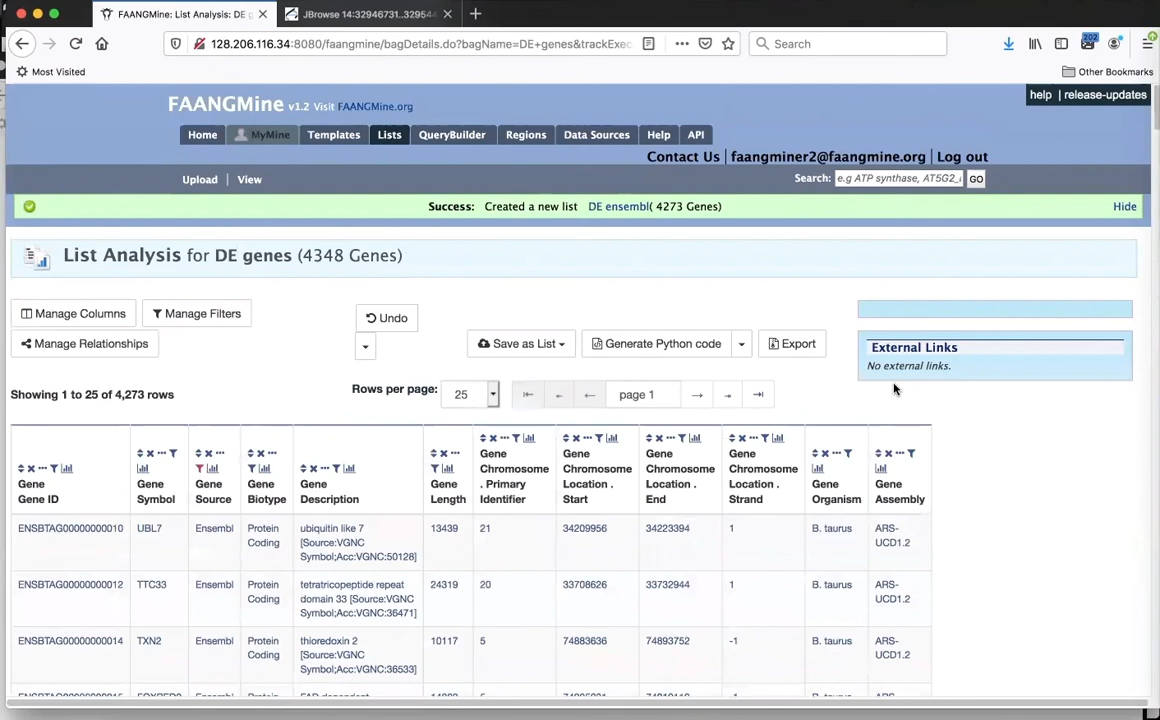 FAANGMine: List Analysis: DE g
JBrowse 14:32946731..329544
128.206.116.34:8080/faangmine/bagDetails.do?bagName=DE+genes&trackExec
Search
202
Most Visited
Other Bookmarks
FAANGMine v1.2 Visit FAANGMine.org
help | release-updates
Home MyMine Templates Lists QueryBuilder Regions Data Sources Help API
Contact Us | faangminer2@faangmine.org | Log out
Upload | View
Search: e.g ATP synthase, AT5G2_ GO
Success: Created a new list DE ensembl( 4273 Genes)
Hide
List Analysis for DE genes (4348 Genes)
Manage Columns
Manage Filters
Undo
Manage Relationships
Save as List
Generate Python code
Export
External Links
No external links.
Showing 1 to 25 of 4,273 rows
Rows per page: 25
page 1
Gene Gene ID
Gene Symbol
Gene Source
Gene Biotype
Gene Description
Gene Length
Gene Chromosome . Primary Identifier
Gene Chromosome Location . Start
Gene Chromosome Location . End
Gene Chromosome Location . Strand
Gene Organism
Gene Assembly
ENSBTAG00000000010 UBL7 Ensembl Protein Coding ubiquitin like 7 [Source:VGNC Symbol;Acc:VGNC:50128] 13439 21 34209956 34223394 1 B. taurus ARS-UCD1.2
ENSBTAG00000000012 TTC33 Ensembl Protein Coding tetratricopeptide repeat domain 33 [Source:VGNC Symbol;Acc:VGNC:36471] 24319 20 33708626 33732944 1 B. taurus ARS-UCD1.2
ENSBTAG00000000014 TXN2 Ensembl Protein Coding thioredoxin 2 [Source:VGNC Symbol;Acc:VGNC:36533] 10117 5 74883636 74893752 -1 B. taurus ARS-UCD1.2